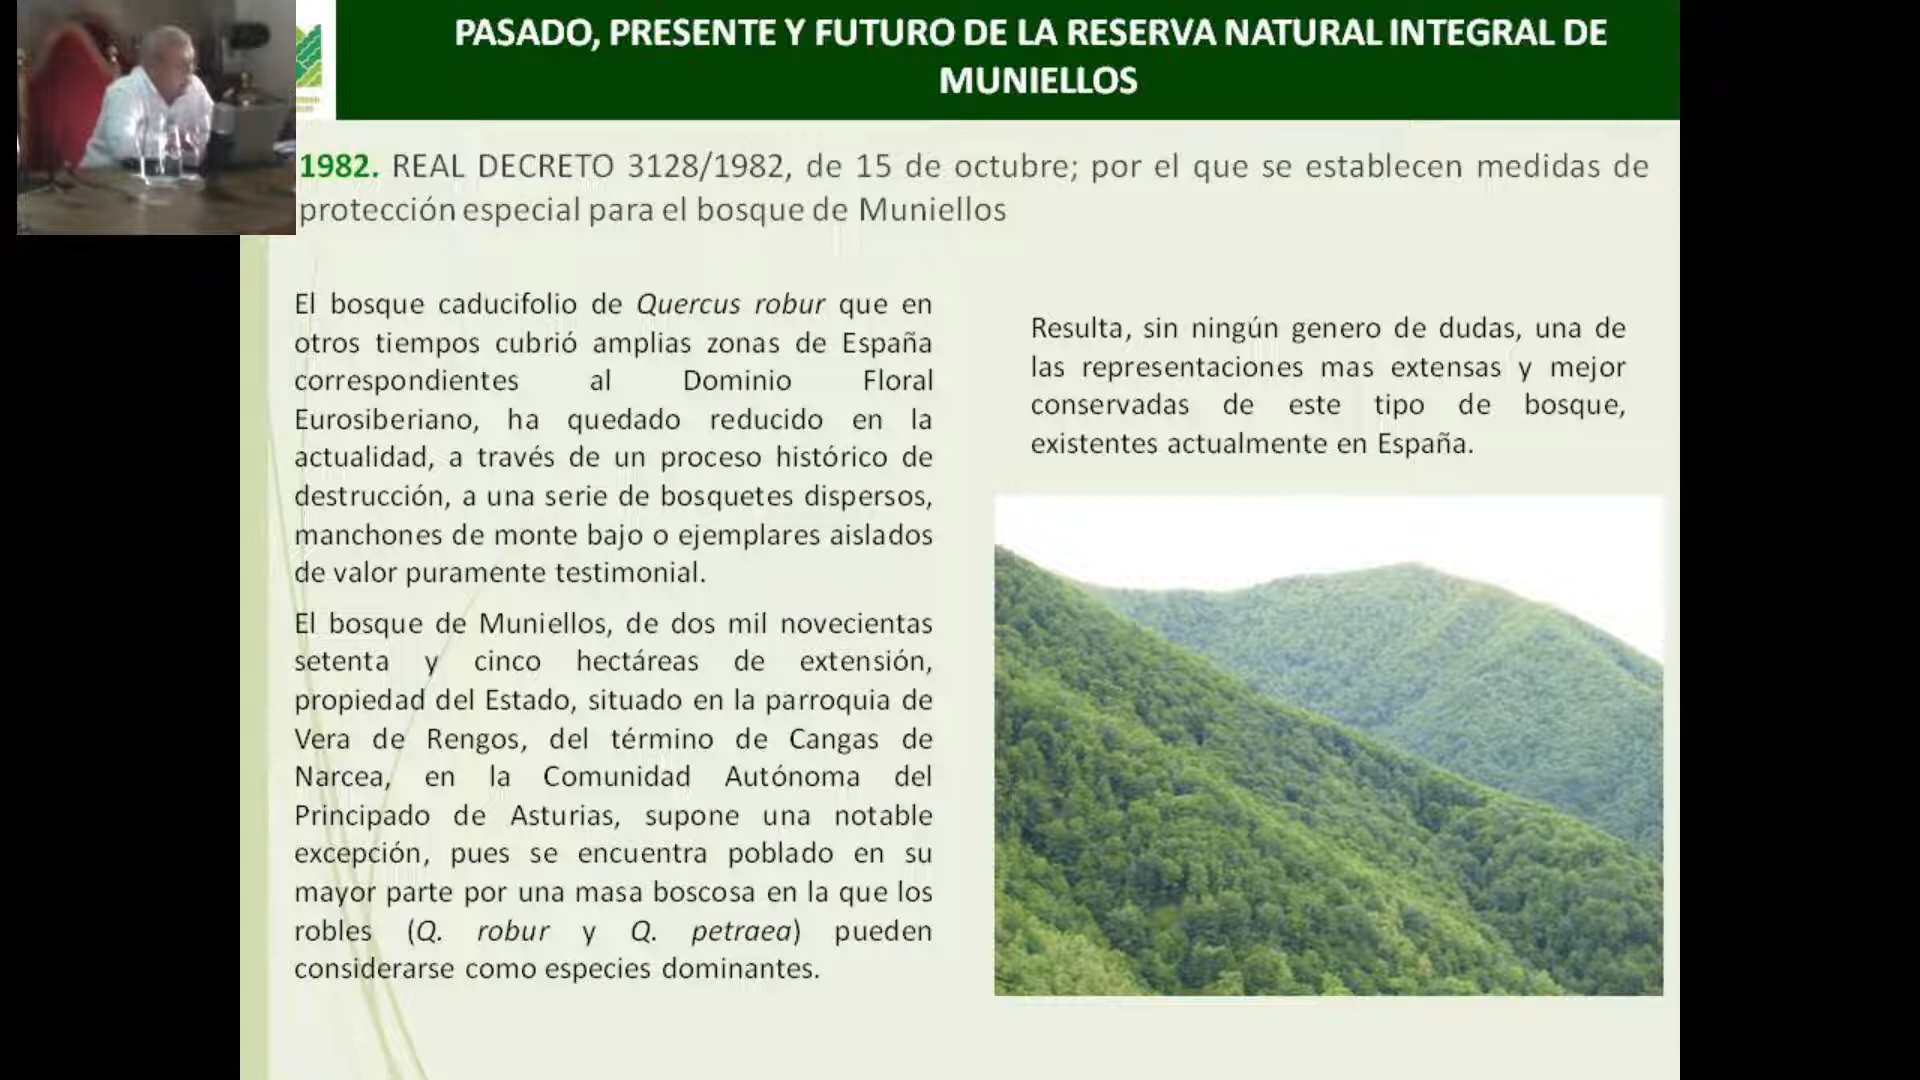 PASADO, PRESENTE Y FUTURO DE LA RESERVA NATURAL INTEGRAL DE
MUNIELLOS
1982. REAL DECRETO 3128/1982, de 15 de octubre; por el que se establecen medidas de
protección especial para el bosque de Muniellos
El bosque caducifolio de Quercus robur que en
otros tiempos cubrió amplias zonas de España
correspondientes al Dominio Floral
Eurosiberiano, ha quedado reducido en la
actualidad, a través de un proceso histórico de
destrucción, a una serie de bosquetes dispersos,
manchones de monte bajo o ejemplares aislados
de valor puramente testimonial.
El bosque de Muniellos, de dos mil novecientas
setenta y cinco hectáreas de extensión,
propiedad del Estado, situado en la parroquia de
Vera de Rengos, del término de Cangas de
Narcea, en la Comunidad Autónoma del
Principado de Asturias, supone una notable
excepción, pues se encuentra poblado en su
mayor parte por una masa boscosa en la que los
robles (Q. robur y Q. petraea) pueden
considerarse como especies dominantes.
Resulta, sin ningún genero de dudas, una de
las representaciones mas extensas y mejor
conservadas de este tipo de bosque,
existentes actualmente en España.